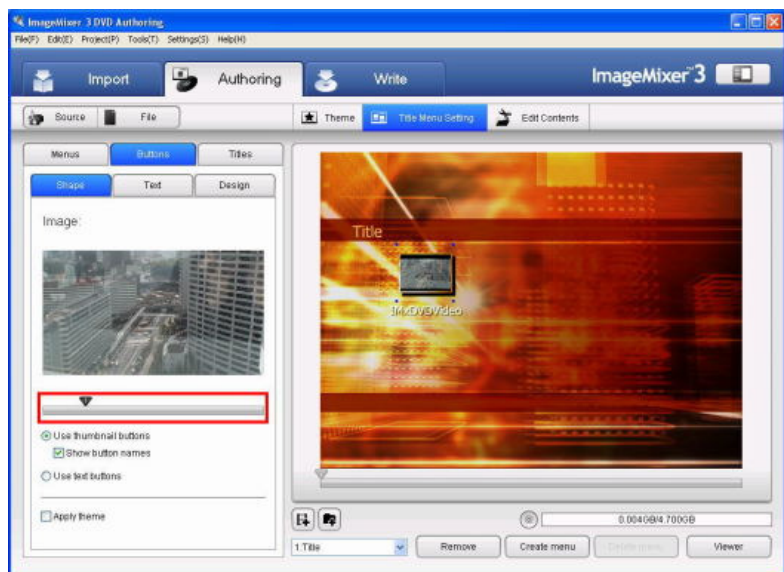 ImageMixer 3 DVD Authoring
File(F) Edit(E) Project(P) Tools(T) Settings(S) Help(H)
Import Authoring Write ImageMixer™3
Source File Theme Title Menu Setting Edit Contents
Menus Buttons Titles
Shape Text Design
Image:
Title
IMxDVDVideo
Use thumbnail buttons
Show button names
Use text buttons
Apply theme
0.004GB/4.700GB
1:Title Remove Create menu Delete menu Viewer